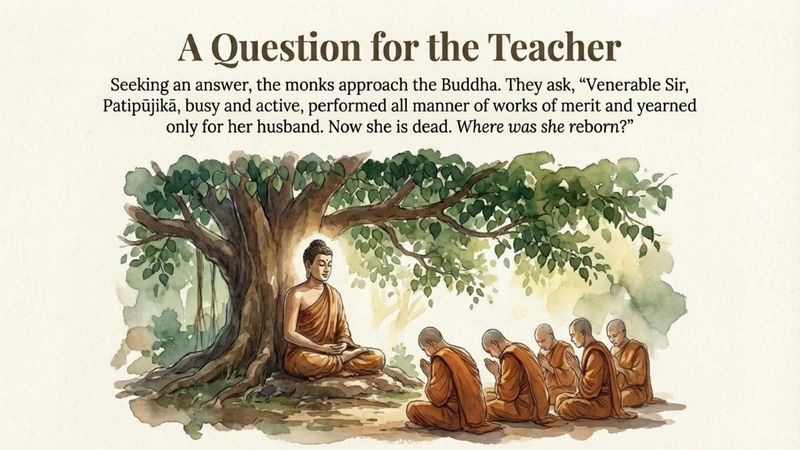 A Question for the Teacher
Seeking an answer, the monks approach the Buddha. They ask, “Venerable Sir,
Patipūjikā, busy and active, performed all manner of works of merit and yearned
only for her husband. Now she is dead. Where was she reborn?”